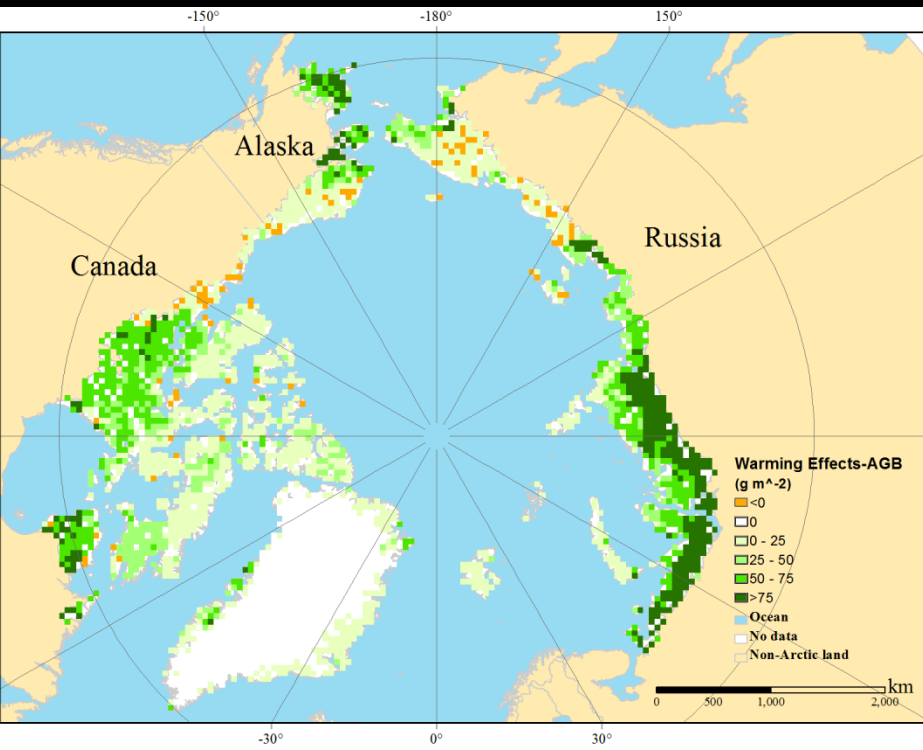 -150°
-180°
150°
Alaska
Russia
Canada
Warming Effects-AGB
(g m^-2)
<0
0
0 - 25
25 - 50
50 - 75
>75
Ocean
No data
Non-Arctic land
km
0 500 1,000 2,000
-30° 0° 30°